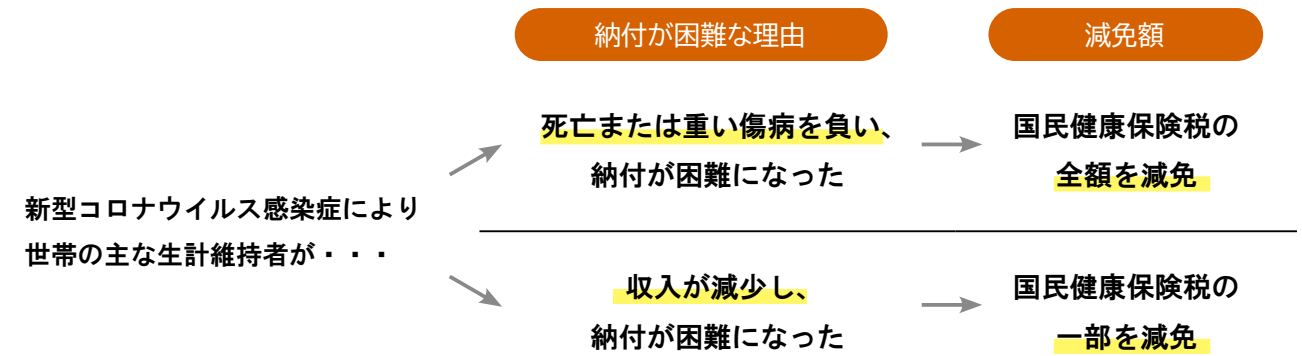 納付が困難な理由
減免額
新型コロナウイルス感染症により
世帯の主な生計維持者が・・・
死亡または重い傷病を負い、
納付が困難になった
国民健康保険税の
全額を減免
収入が減少し、
納付が困難になった
国民健康保険税の
一部を減免